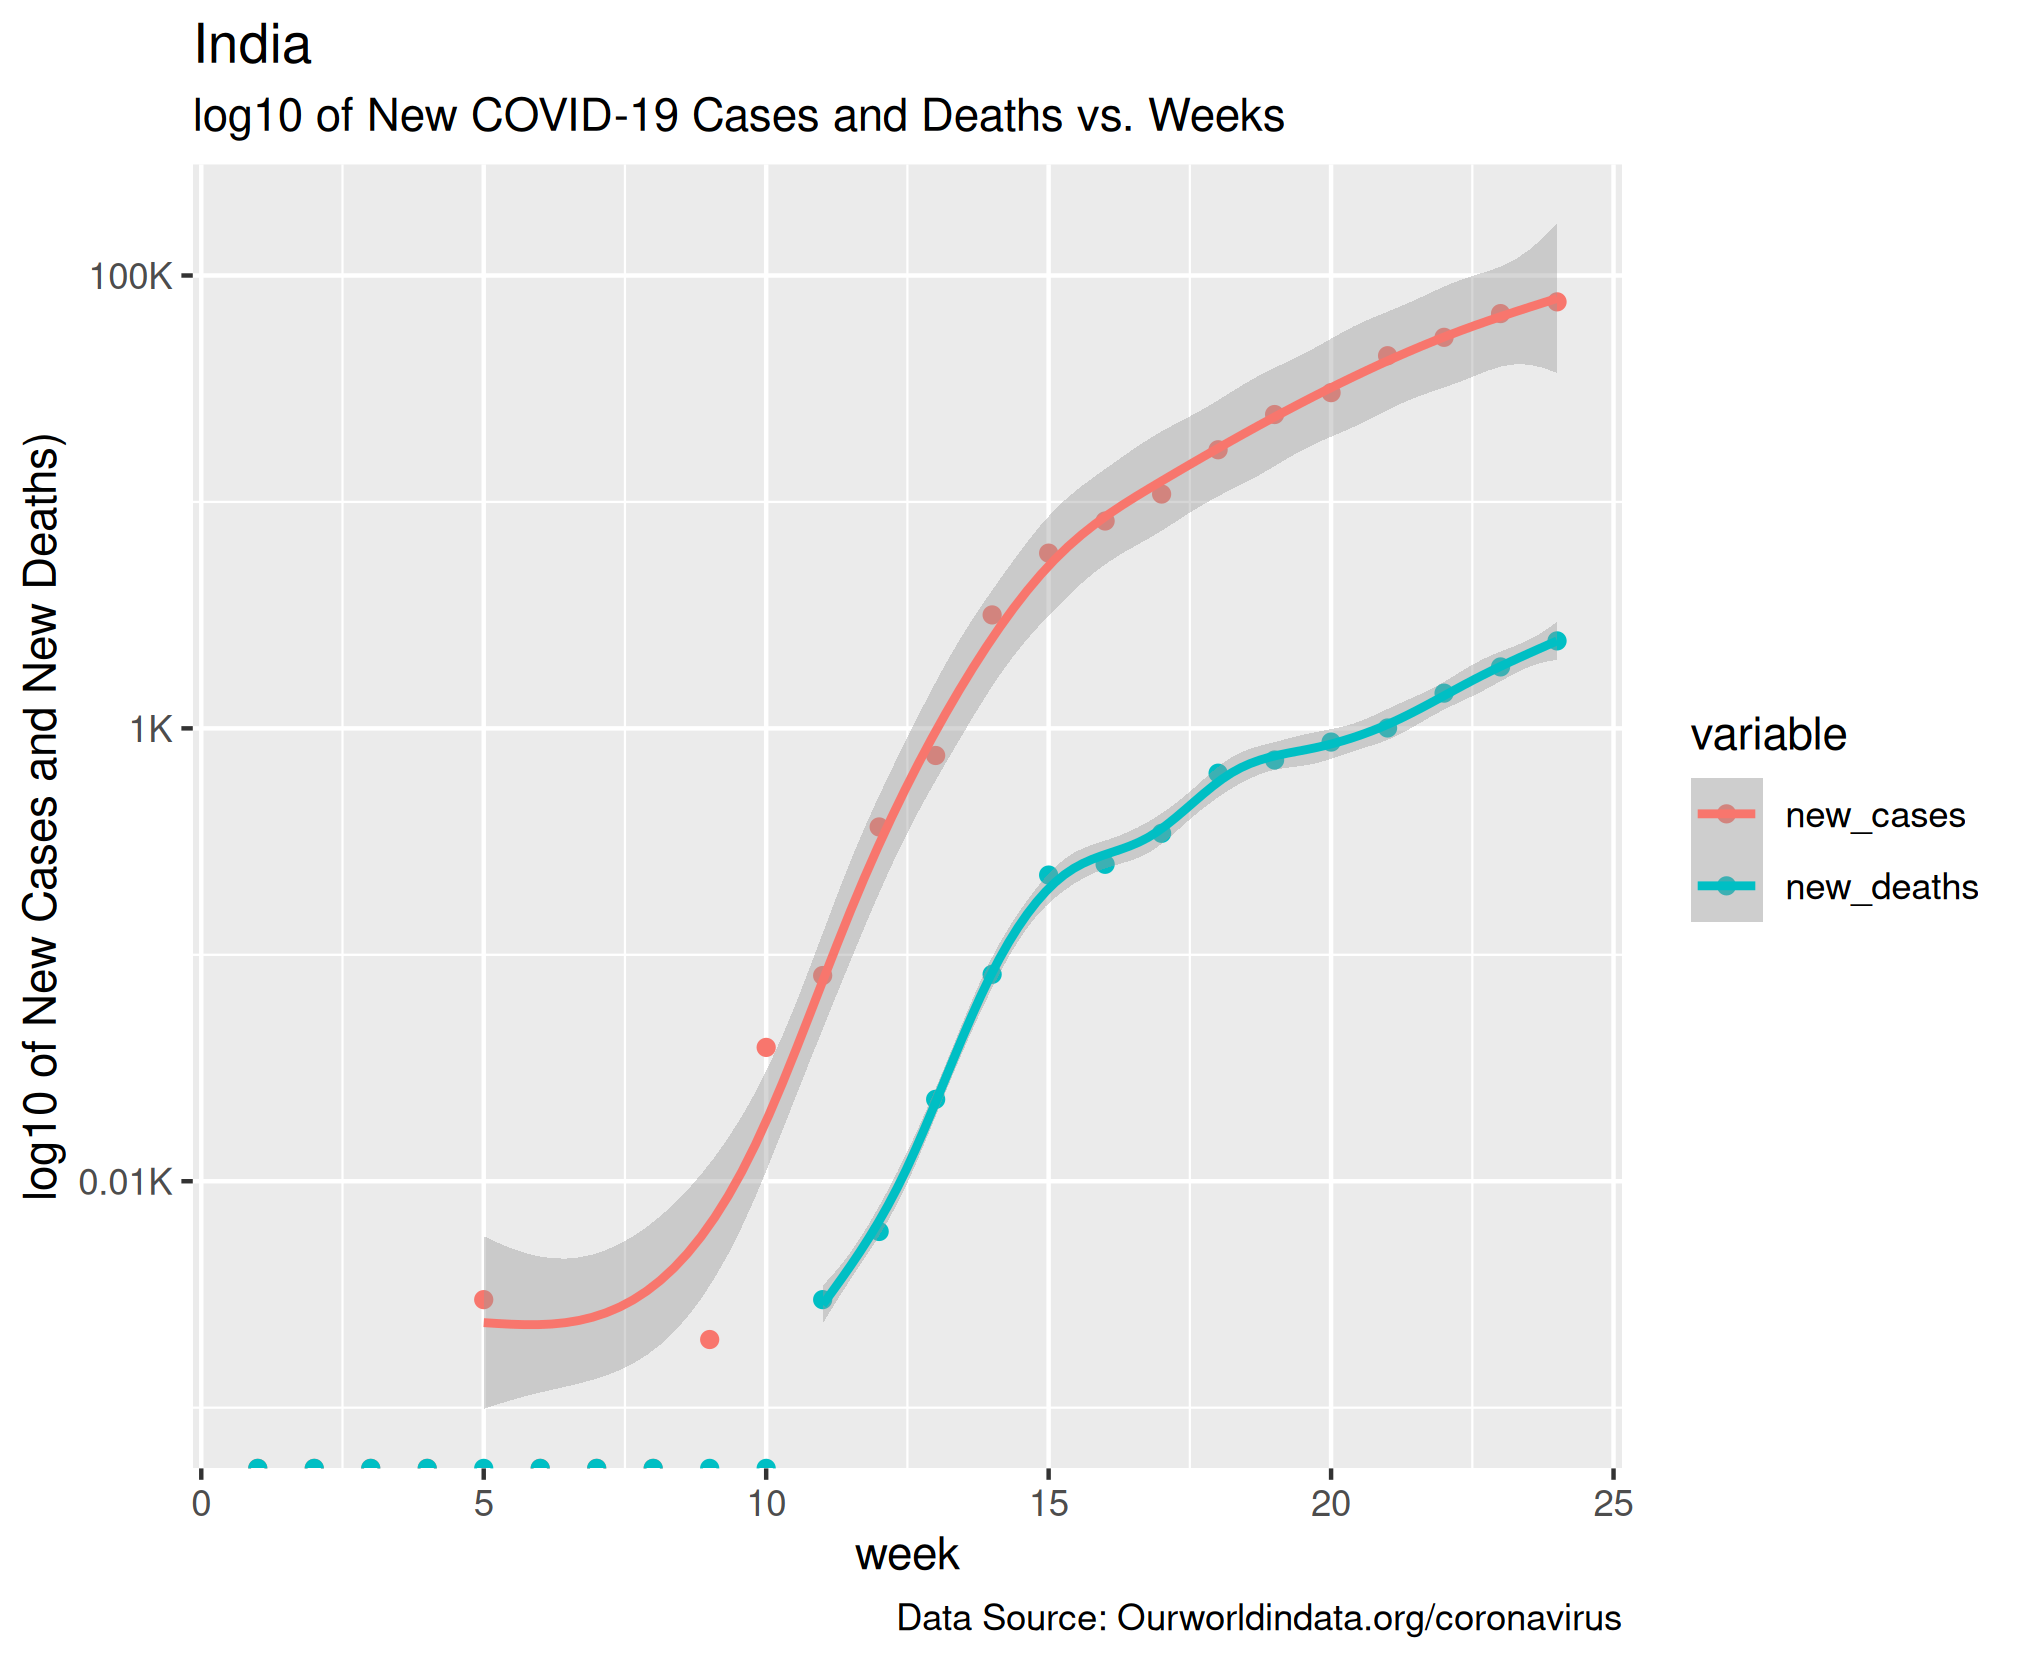 India
log10 of New COVID-19 Cases and Deaths vs. Weeks
log10 of New Cases and New Deaths)
100K
1K
0.01K
0 5 10 15 20 25
week
variable
new_cases
new_deaths
Data Source: Ourworldindata.org/coronavirus